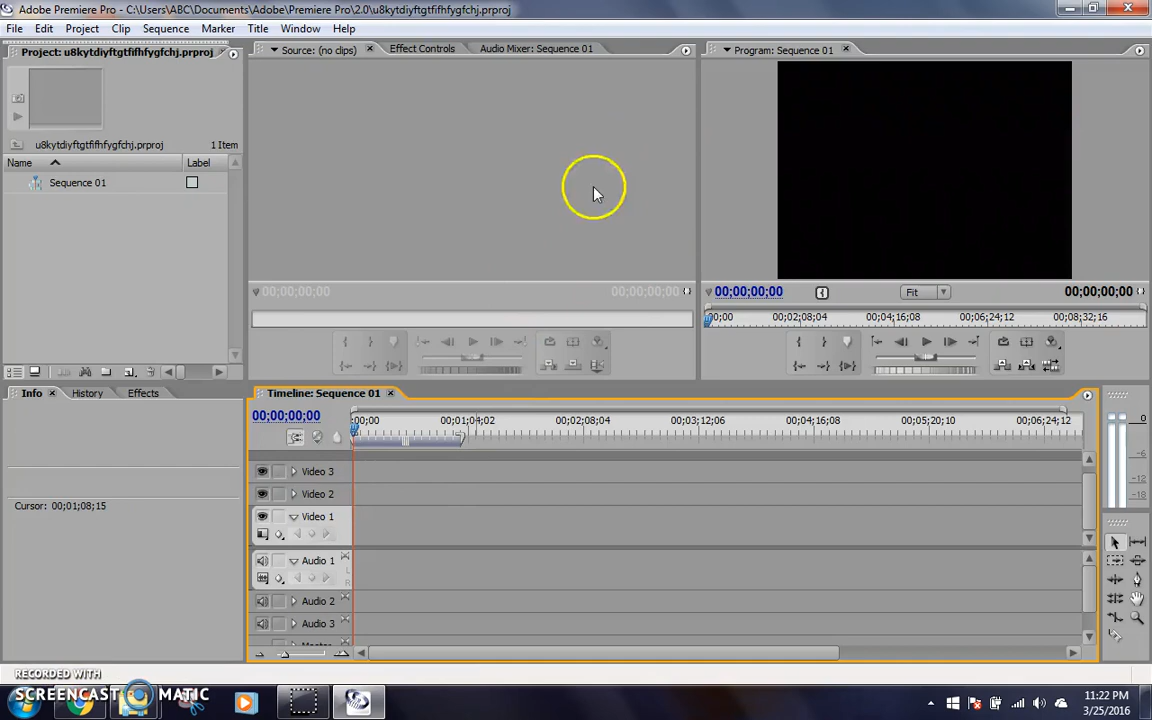 Adobe Premiere Pro - C:\Users\ABC\Documents\Adobe\Premiere Pro\2.0\u8kytdiyftgtfifhfygfchj.prproj
File Edit Project Clip Sequence Marker Title Window Help
Project: u8kytdiyftgtfifhfygfchj.prproj
Source: (no clips) Effect Controls Audio Mixer: Sequence 01
Program: Sequence 01
u8kytdiyftgtfifhfygfchj.prproj 1 Item
Name Label
Sequence 01
00;00;00;00 00;00;00;00
00;00;00;00 Fit 00;00;00;00
00;00 00;02;08;04 00;04;16;08 00;06;24;12 00;08;32;16
Info History Effects
Cursor: 00;01;08;15
Timeline: Sequence 01
00;00;00;00
;00;00 00;01;04;02 00;02;08;04 00;03;12;06 00;04;16;08 00;05;20;10 00;06;24;12
Video 3
Video 2
Video 1
Audio 1
L
R
Audio 2
Audio 3
0
-6
-12
-18
RECORDED WITH
SCREENCAST MATIC
11:22 PM
3/25/2016